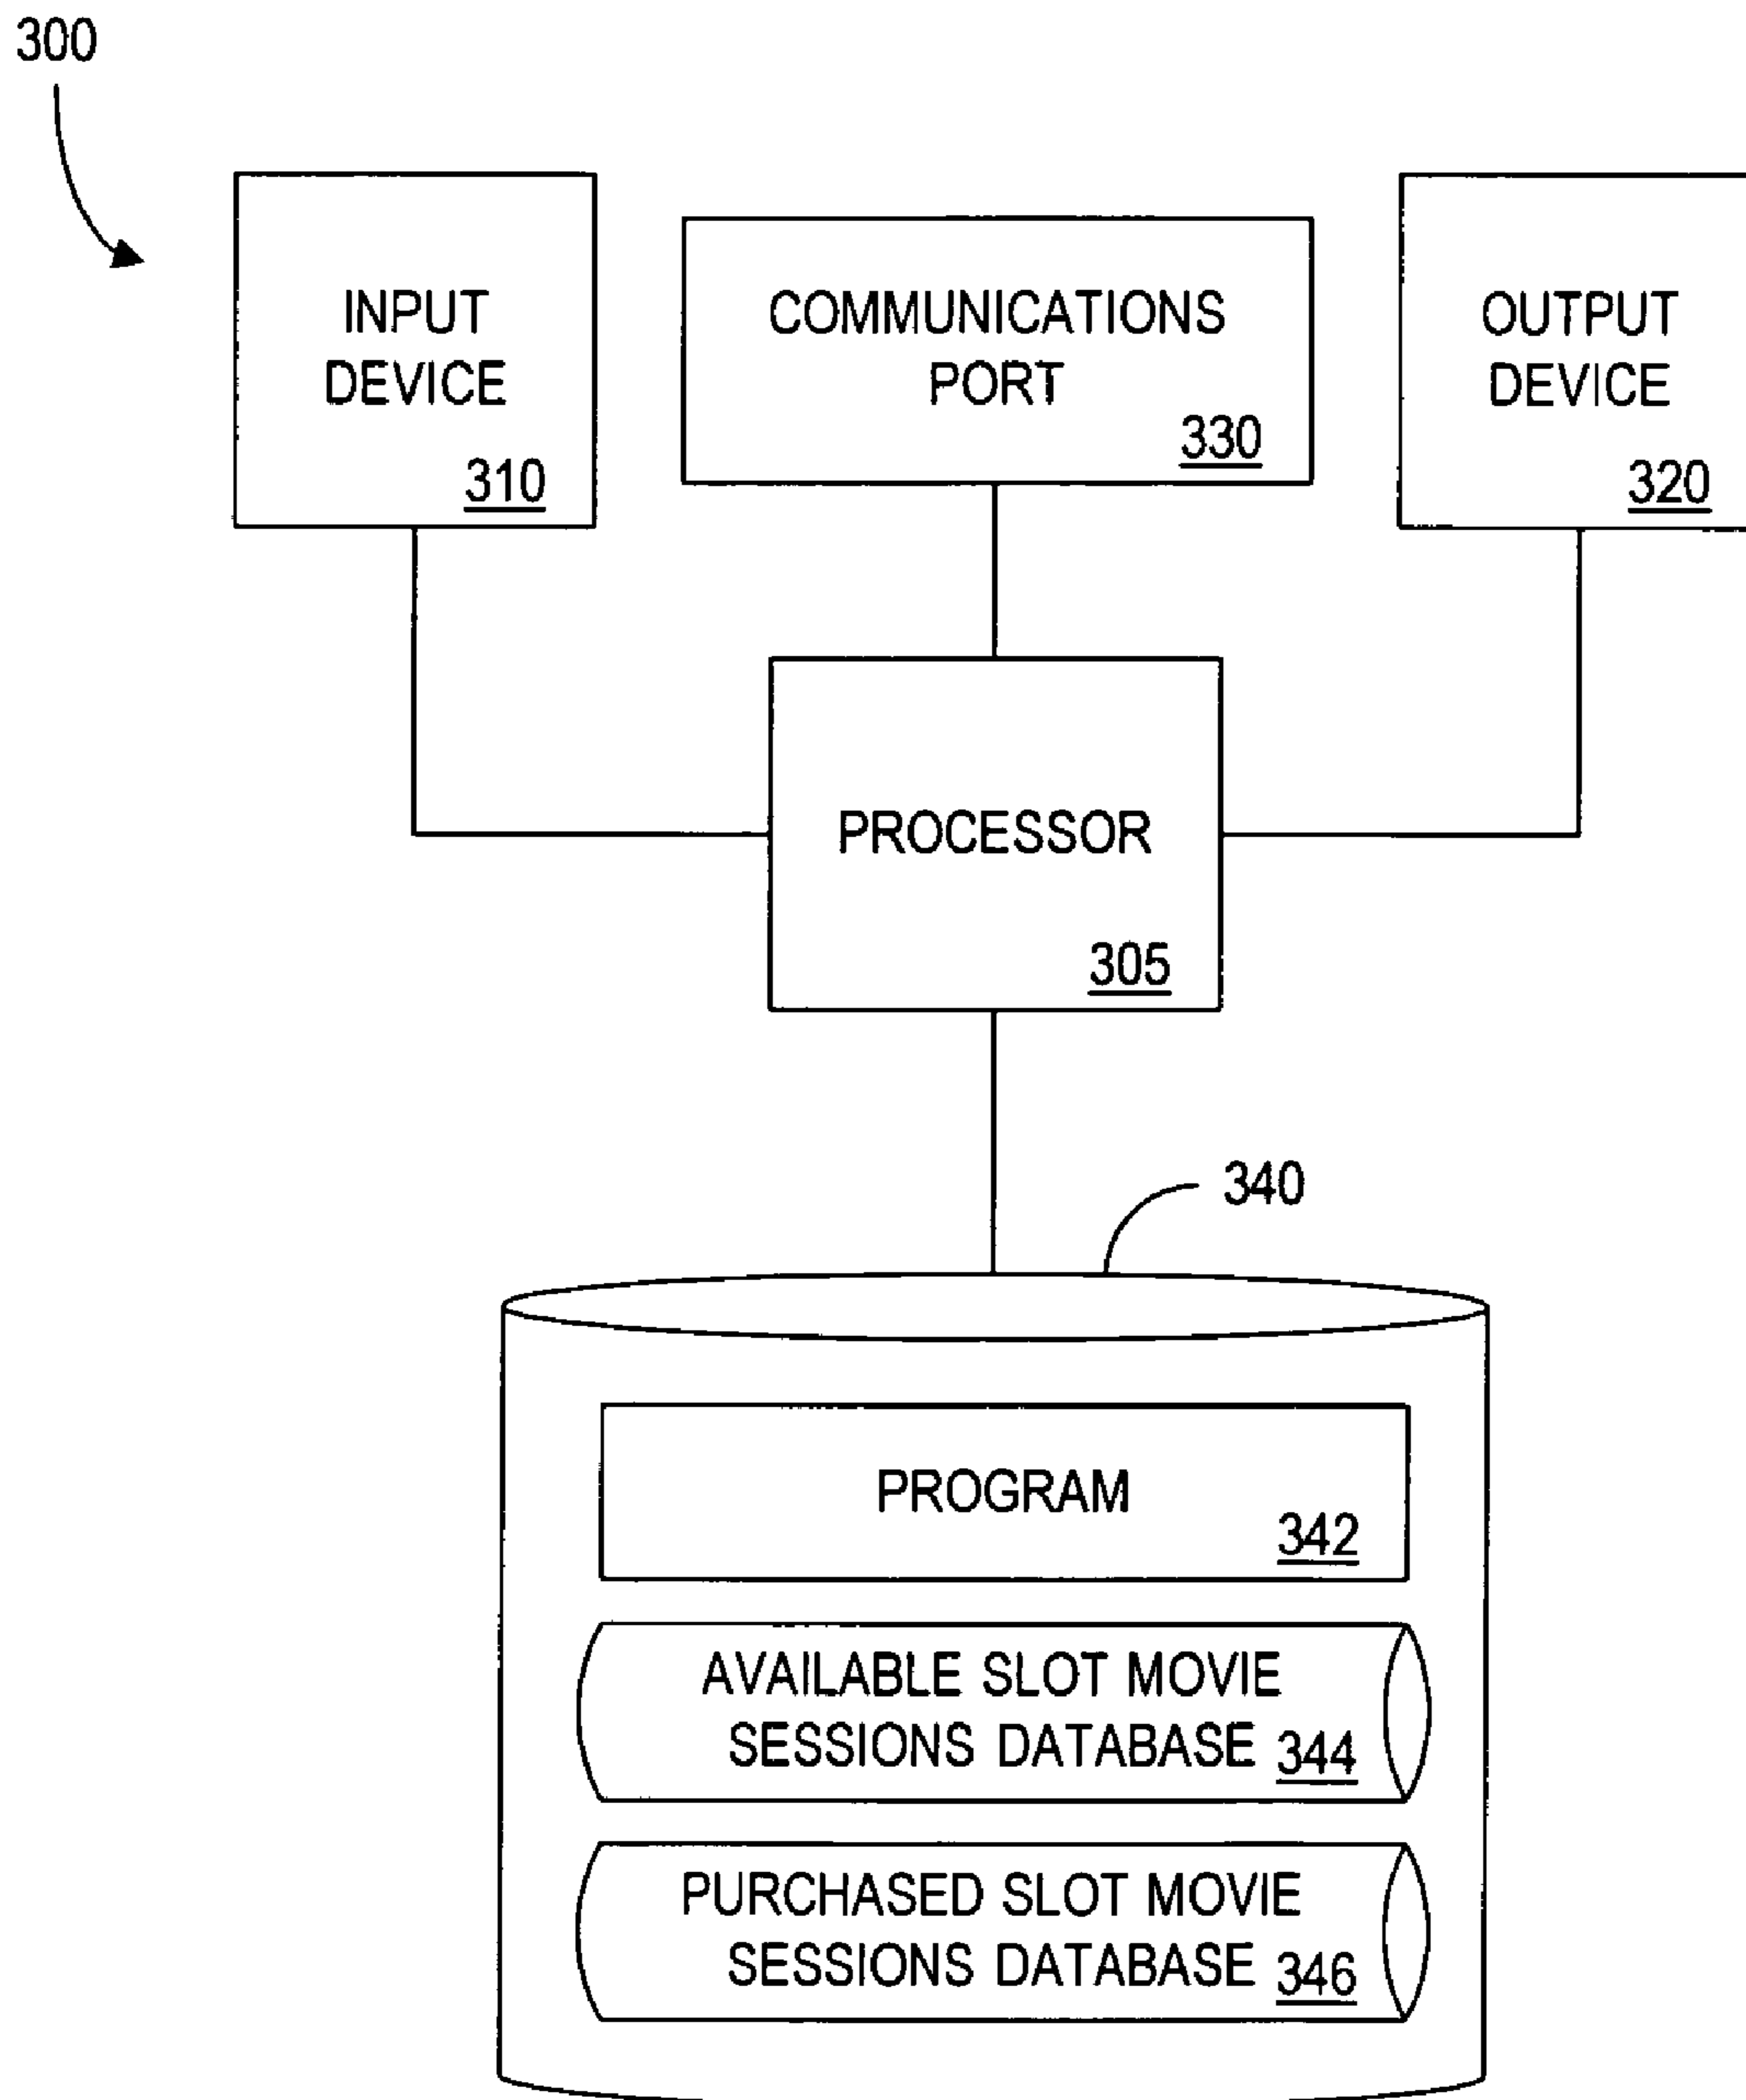 300
INPUT
DEVICE
310
COMMUNICATIONS
PORT
330
OUTPUT
DEVICE
320
PROCESSOR
305
340
PROGRAM
342
AVAILABLE SLOT MOVIE
SESSIONS DATABASE 344
PURCHASED SLOT MOVIE
SESSIONS DATABASE 346